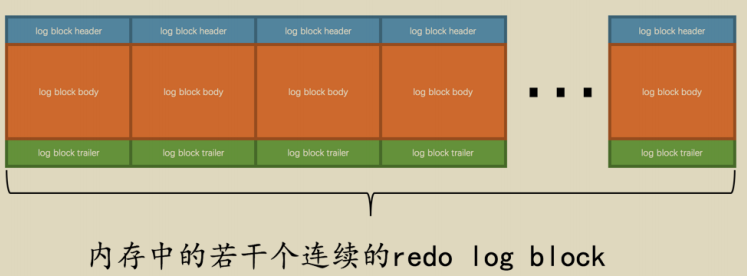 log block header log block header log block header log block header log block header
log block body log block body log block body log block body log block body
log block trailer log block trailer log block trailer log block trailer log block trailer
内存中的若干个连续的redo log block